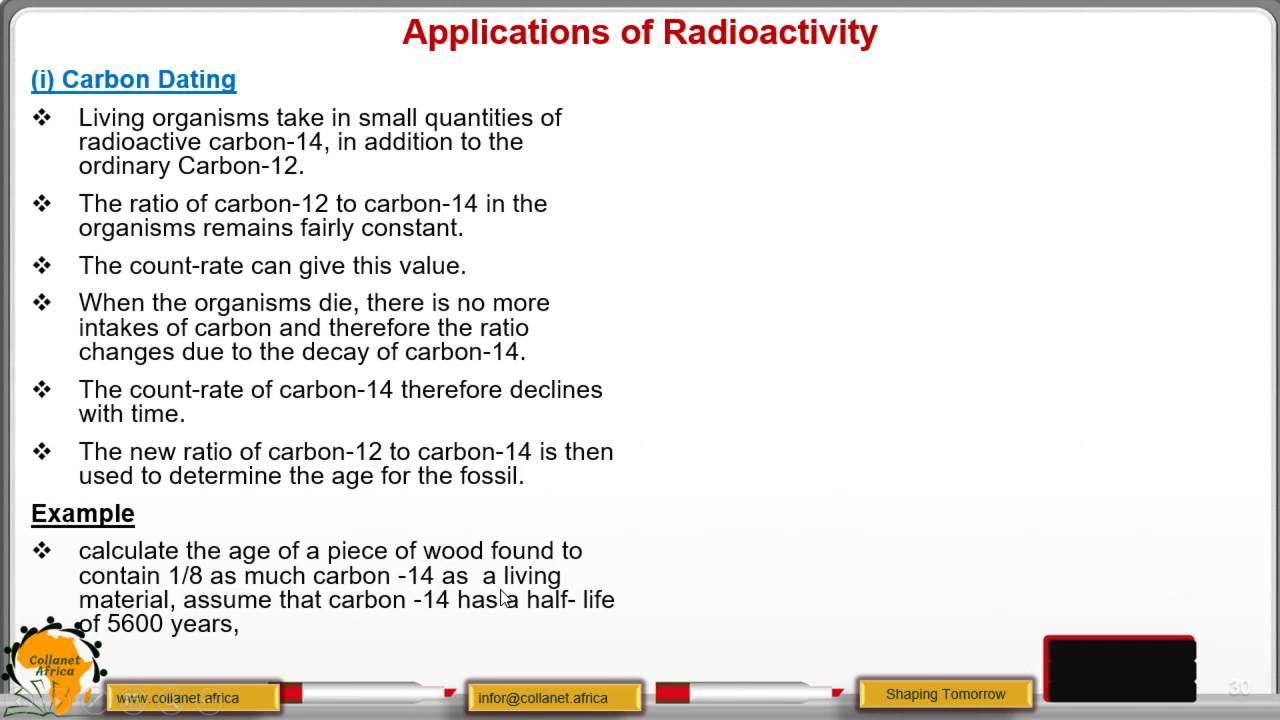 Applications of Radioactivity
(i) Carbon Dating
❖ Living organisms take in small quantities of
radioactive carbon-14, in addition to the
ordinary Carbon-12.
❖ The ratio of carbon-12 to carbon-14 in the
organisms remains fairly constant.
❖ The count-rate can give this value.
❖ When the organisms die, there is no more
intakes of carbon and therefore the ratio
changes due to the decay of carbon-14.
❖ The count-rate of carbon-14 therefore declines
with time.
❖ The new ratio of carbon-12 to carbon-14 is then
used to determine the age for the fossil.
Example
❖ calculate the age of a piece of wood found to
contain 1/8 as much carbon -14 as a living
material, assume that carbon -14 has a half- life
of 5600 years,
Collanet
Africa
www.collanet.africa
infor@collanet.africa
Shaping Tomorrow
30